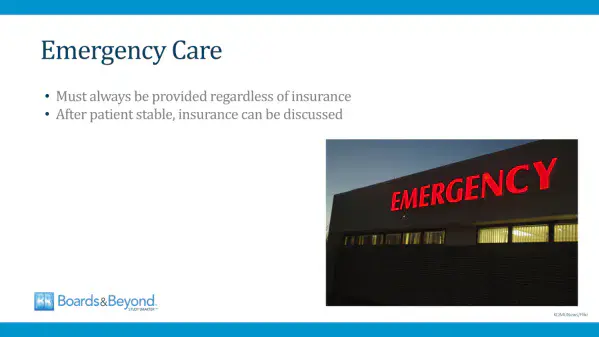 Emergency Care
• Must always be provided regardless of insurance
• After patient stable, insurance can be discussed
EMERGENCY
Boards&Beyond.